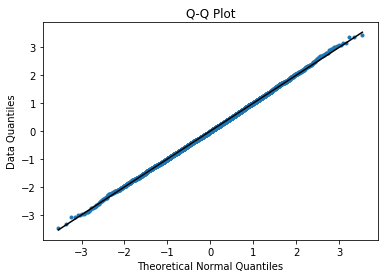 Q-Q Plot
3
2
1
0
−1
−2
−3
Data Quantiles
−3 −2 −1 0 1 2 3
Theoretical Normal Quantiles